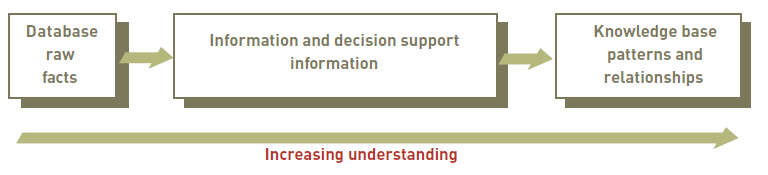 Database
raw
facts
Information and decision support
information
Knowledge base
patterns and
relationships
Increasing understanding